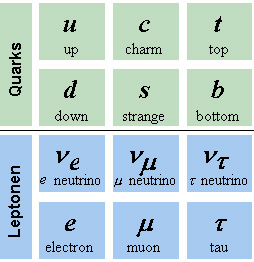 Quarks
u c t
up charm top
d s b
down strange bottom
Leptonen
νe νμ ντ
e neutrino μ neutrino τ neutrino
e μ τ
electron muon tau